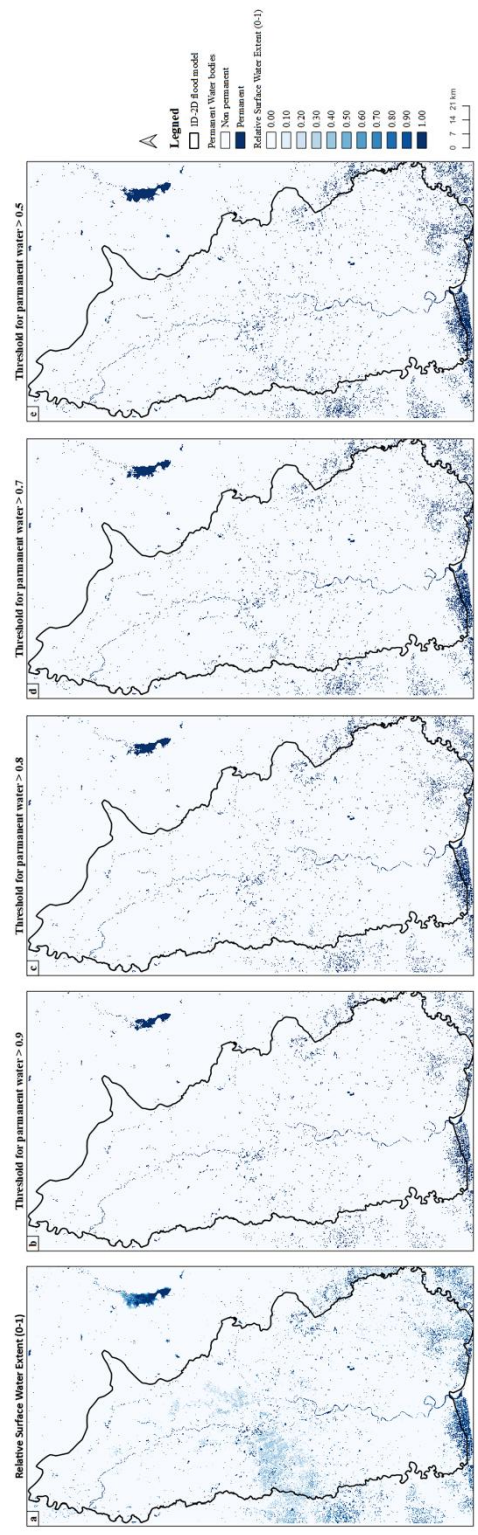 Relative Surface Water Extent (0-1)
a
Threshold for parmanent water > 0.9
b
Threshold for parmanent water > 0.8
c
Threshold for parmanent water > 0.7
d
Threshold for parmanent water > 0.5
e
Legned
1D-2D flood model
Permanent Water bodies
Non permanent
Permanent
Relative Surface Water Extent (0-1)
0.00
0.10
0.20
0.30
0.40
0.50
0.60
0.70
0.80
0.90
1.00
0 7 14 21 km